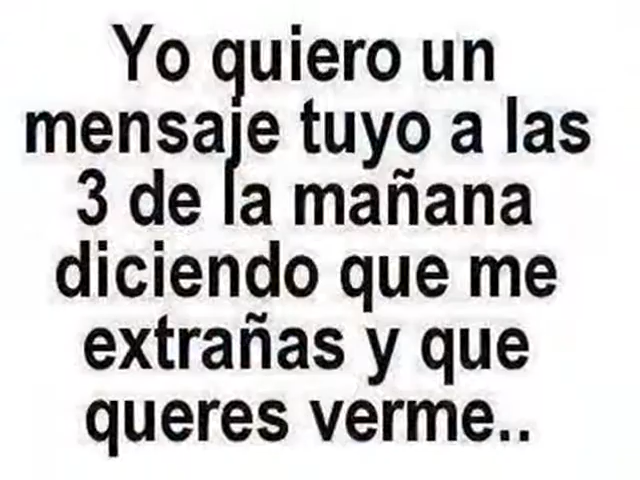 Yo quiero un
mensaje tuyo a las
3 de la mañana
diciendo que me
extrañas y que
queres verme..